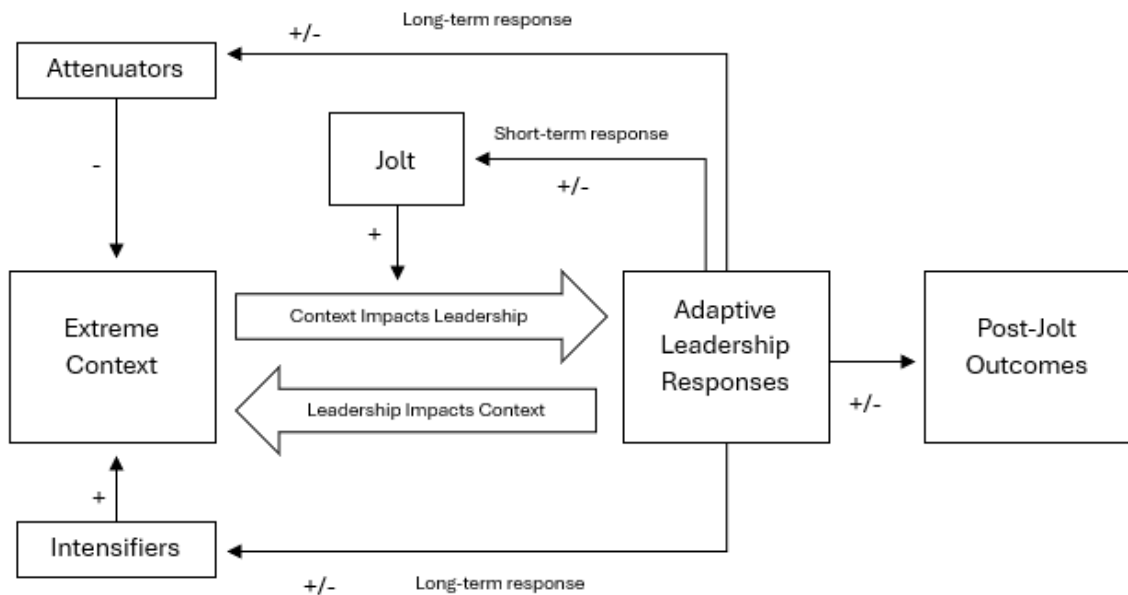 Long-term response
+/-
Attenuators
Short-term response
Jolt
-
+/-
+
Extreme
Context
Context Impacts Leadership
Leadership Impacts Context
Adaptive
Leadership
Responses
Post-Jolt
Outcomes
+/-
+
Intensifiers
+/-
Long-term response